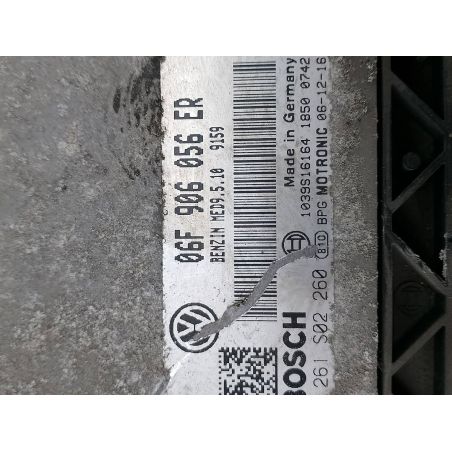 06F 906 056 ER
BENZIN MED9.5.10 9159
BOSCH
Made in Germany
261 S02 260
1039S16164 1850 0742
810 BPG MOTRONIC 06-12-16